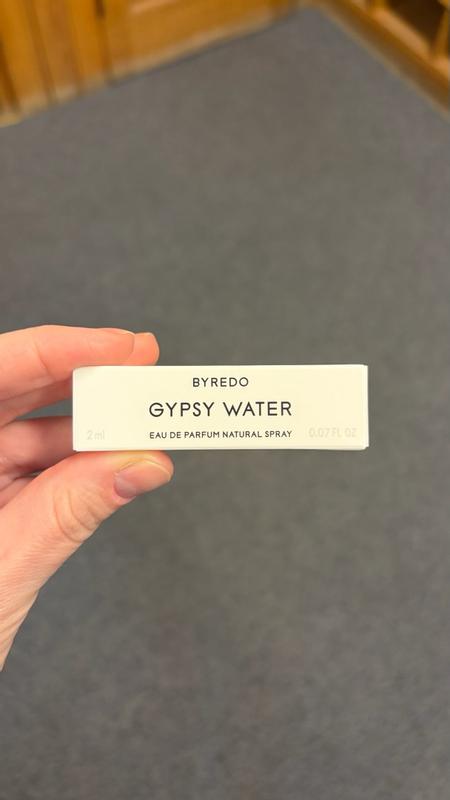 BYREDO
GYPSY WATER
2 ml
EAU DE PARFUM NATURAL SPRAY
0.07 FL OZ